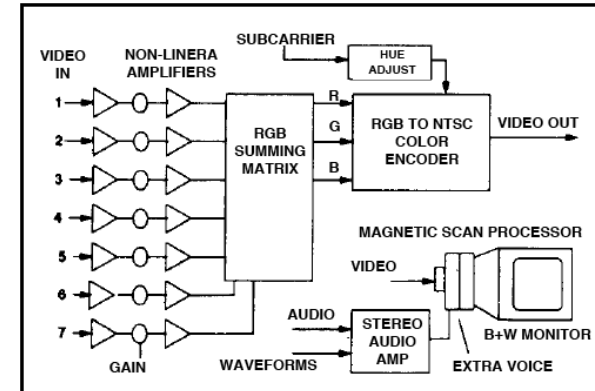 VIDEO
IN
NON-LINERA
AMPLIFIERS
SUBCARRIER
HUE
ADJUST
1
2
3
4
5
6
7
GAIN
RGB
SUMMING
MATRIX
R
G
B
RGB TO NTSC
COLOR
ENCODER
VIDEO OUT
MAGNETIC SCAN PROCESSOR
VIDEO
B+W MONITOR
EXTRA VOICE
AUDIO
WAVEFORMS
STEREO
AUDIO
AMP